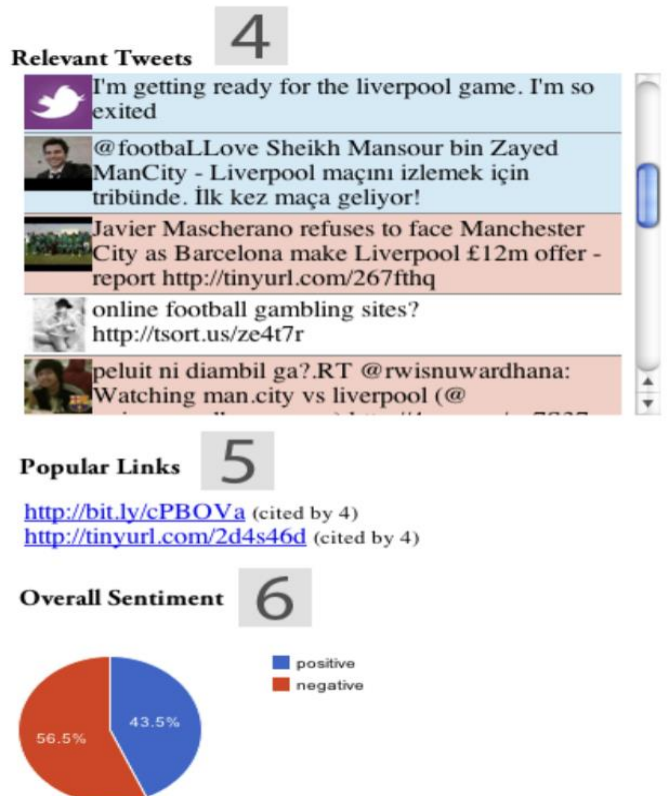 Relevant Tweets 4
I'm getting ready for the liverpool game. I'm so
exited
@footbaLLove Sheikh Mansour bin Zayed
ManCity - Liverpool maçını izlemek için
tribünde. İlk kez maça geliyor!
Javier Mascherano refuses to face Manchester
City as Barcelona make Liverpool £12m offer -
report http://tinyurl.com/267fthq
online football gambling sites?
http://tsort.us/ze4t7r
peluit ni diambil ga?.RT @rwisnuwardhana:
Watching man.city vs liverpool (@
Popular Links 5
http://bit.ly/cPBOVa (cited by 4)
http://tinyurl.com/2d4s46d (cited by 4)
Overall Sentiment 6
positive
negative
43.5%
56.5%